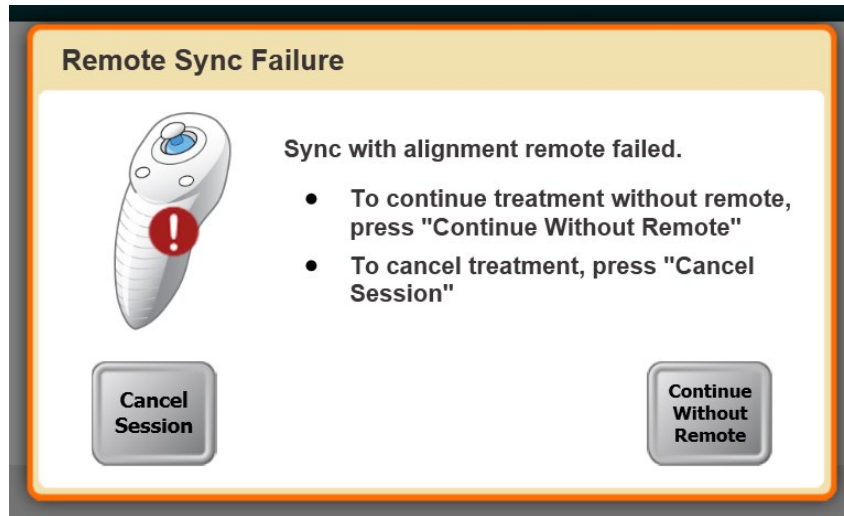 Remote Sync Failure
Sync with alignment remote failed.
● To continue treatment without remote,
press "Continue Without Remote"
● To cancel treatment, press "Cancel
Session"
Cancel
Session
Continue
Without
Remote